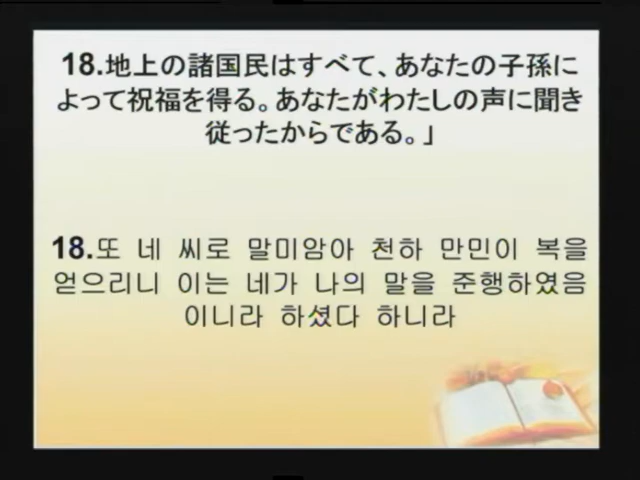 18.地上の諸国民はすべて、あなたの子孫に
よって祝福を得る。あなたがわたしの声に聞き
従ったからである。」
18.또 네 씨로 말미암아 천하 만민이 복을
얻으리니 이는 네가 나의 말을 준행하였음
이니라 하셨다 하니라